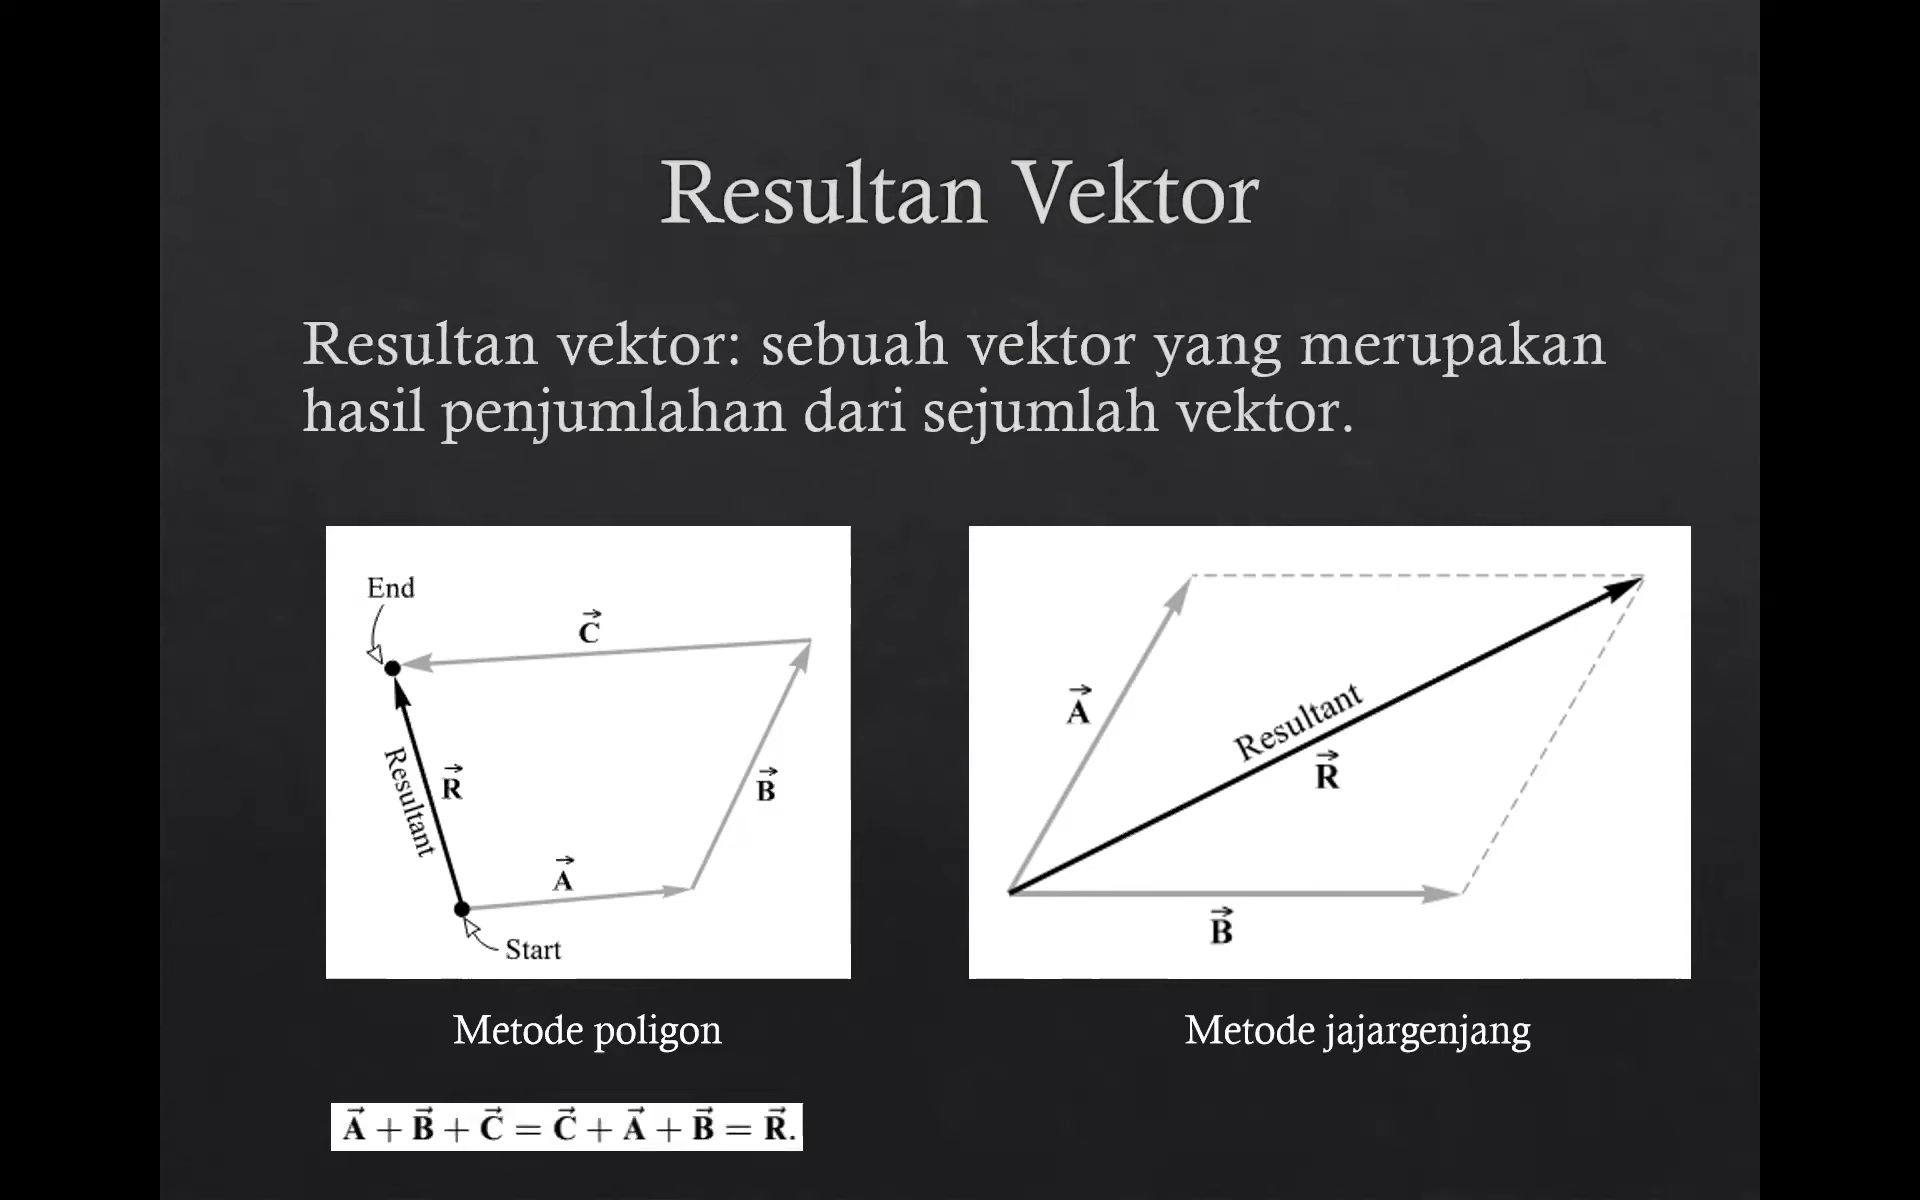 Resultan Vektor
Resultan vektor: sebuah vektor yang merupakan
hasil penjumlahan dari sejumlah vektor.
End
C⃗
Resultant
R⃗
B⃗
A⃗
Start
A⃗
Resultant
R⃗
B⃗
Metode poligon
Metode jajargenjang
A⃗ + B⃗ + C⃗ = C⃗ + A⃗ + B⃗ = R⃗.